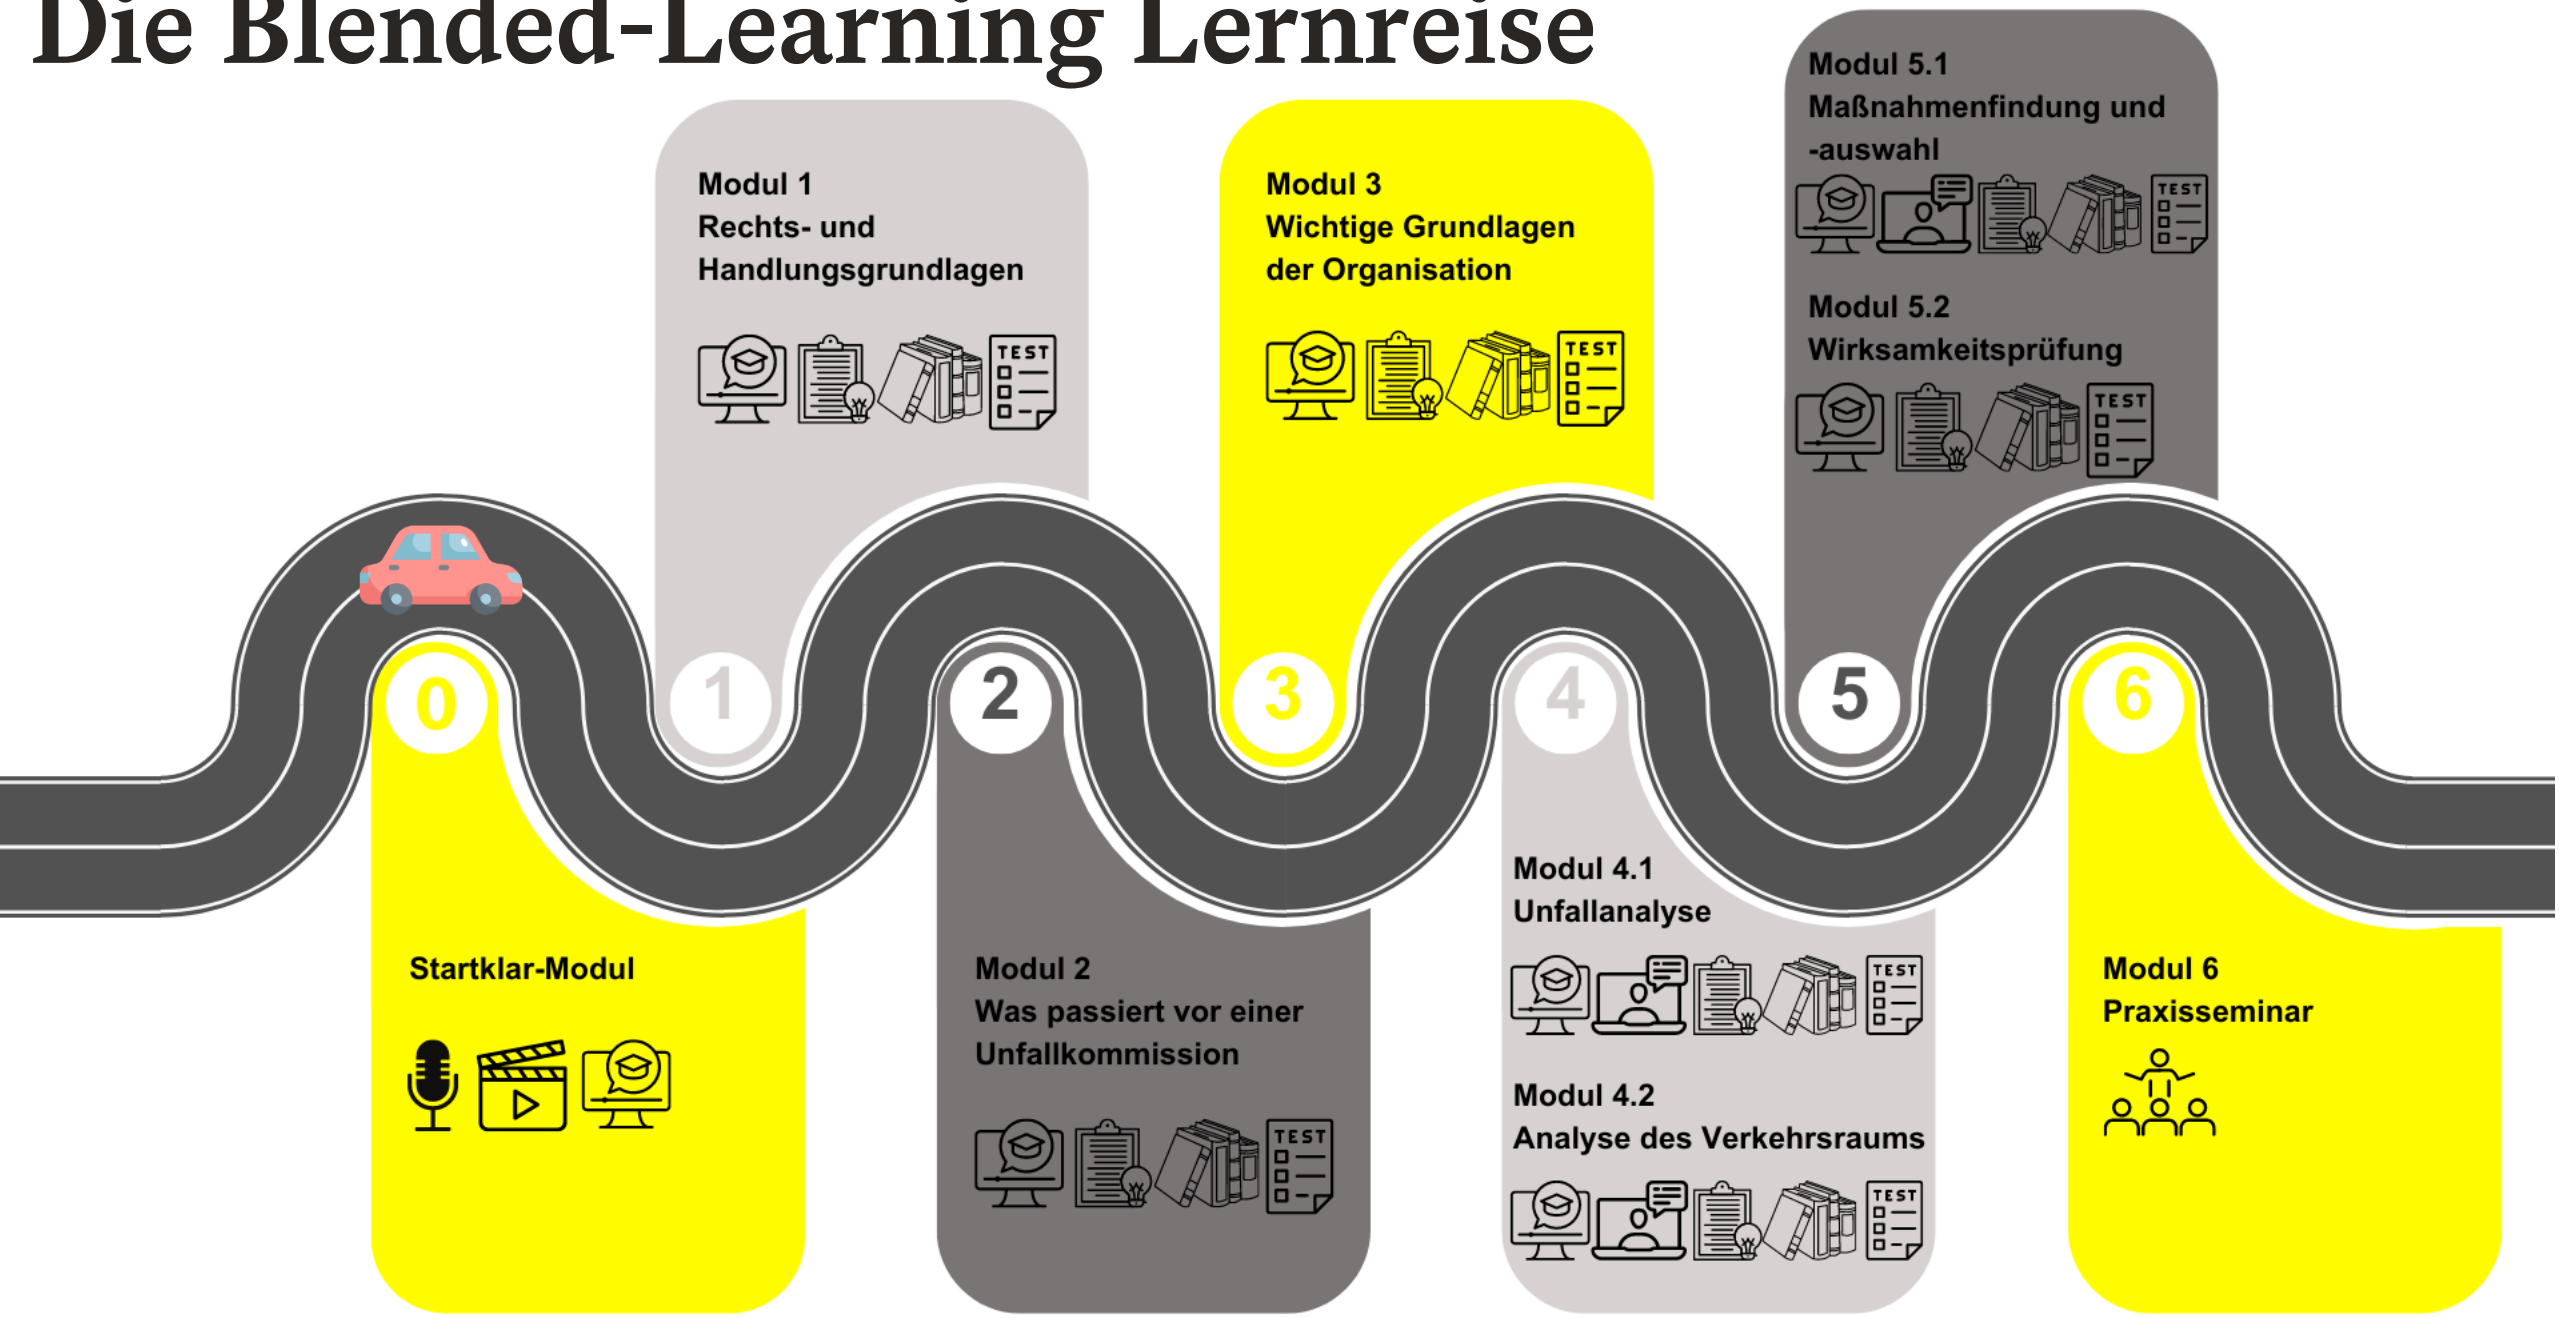 Die Blended-Learning Lernreise
0
Startklar-Modul
1
Modul 1
Rechts- und
Handlungsgrundlagen
TEST
2
Modul 2
Was passiert vor einer
Unfallkommission
TEST
3
Modul 3
Wichtige Grundlagen
der Organisation
TEST
4
Modul 4.1
Unfallanalyse
TEST
Modul 4.2
Analyse des Verkehrsraums
TEST
5
Modul 5.1
Maßnahmenfindung und
-auswahl
TEST
Modul 5.2
Wirksamkeitsprüfung
TEST
6
Modul 6
Praxisseminar